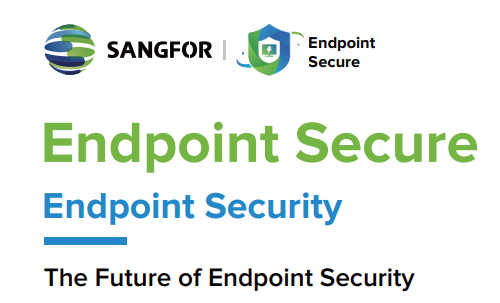 SANGFOR | Endpoint
Secure
Endpoint Secure
Endpoint Security
The Future of Endpoint Security